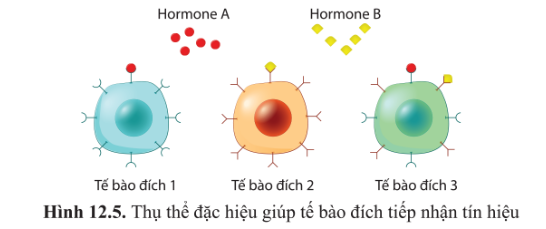 Hormone A Hormone B
Tế bào đích 1 Tế bào đích 2 Tế bào đích 3
Hình 12.5. Thụ thể đặc hiệu giúp tế bào đích tiếp nhận tín hiệu